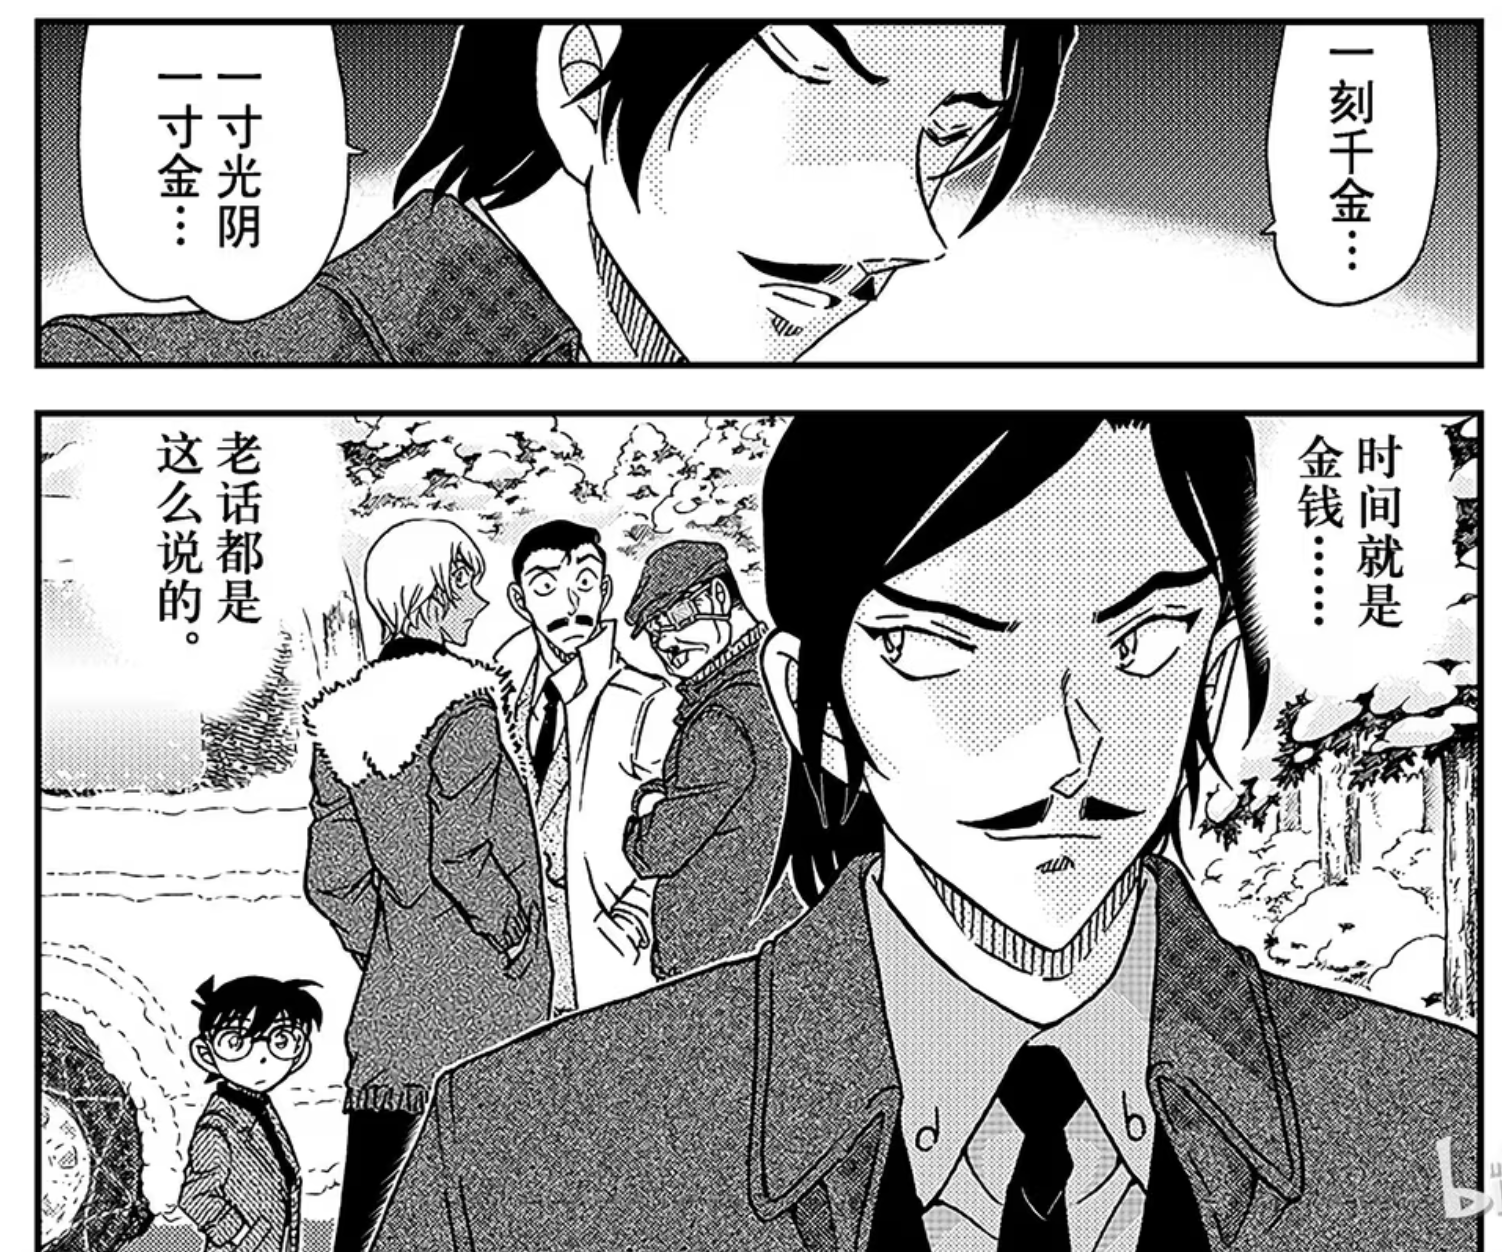 一刻千金…
一寸光阴
一寸金…
时间就是
金钱……
老话都是
这么说的。